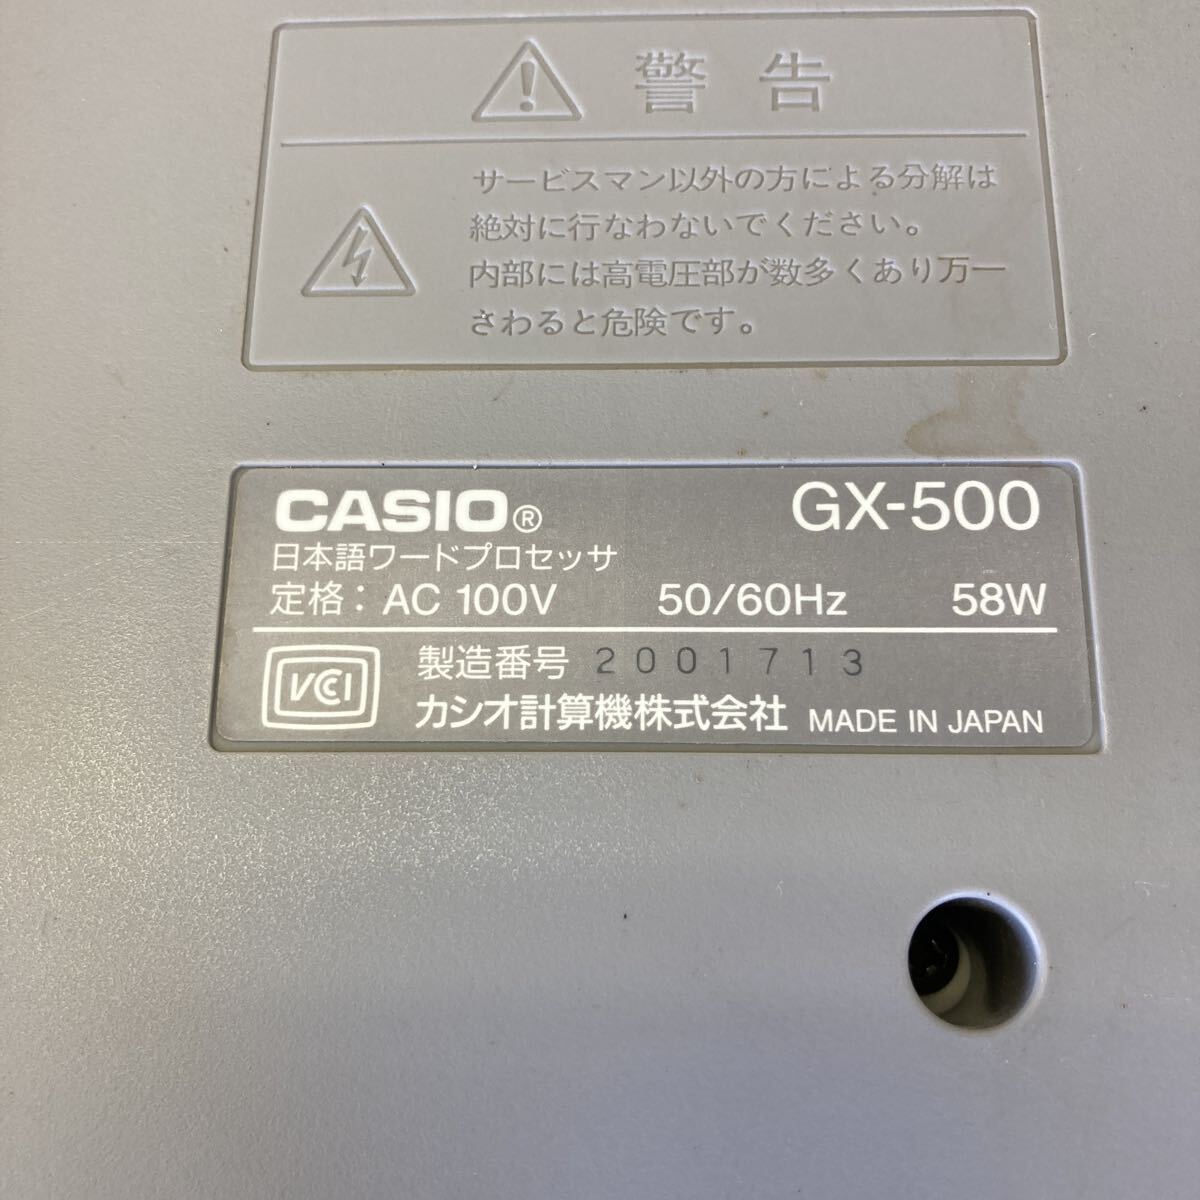 警告
サービスマン以外の方による分解は
絶対に行なわないでください。
内部には高電圧部が数多くあり万一
さわると危険です。
CASIO® GX-500
日本語ワードプロセッサ
定格：AC 100V 50/60Hz 58W
VCCI 製造番号 2001713
カシオ計算機株式会社 MADE IN JAPAN